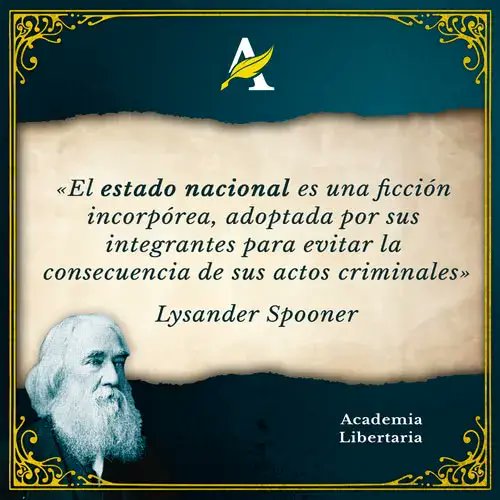 A
«El estado nacional es una ficción
incorpórea, adoptada por sus
integrantes para evitar la
consecuencia de sus actos criminales»
Lysander Spooner
Academia
Libertaria